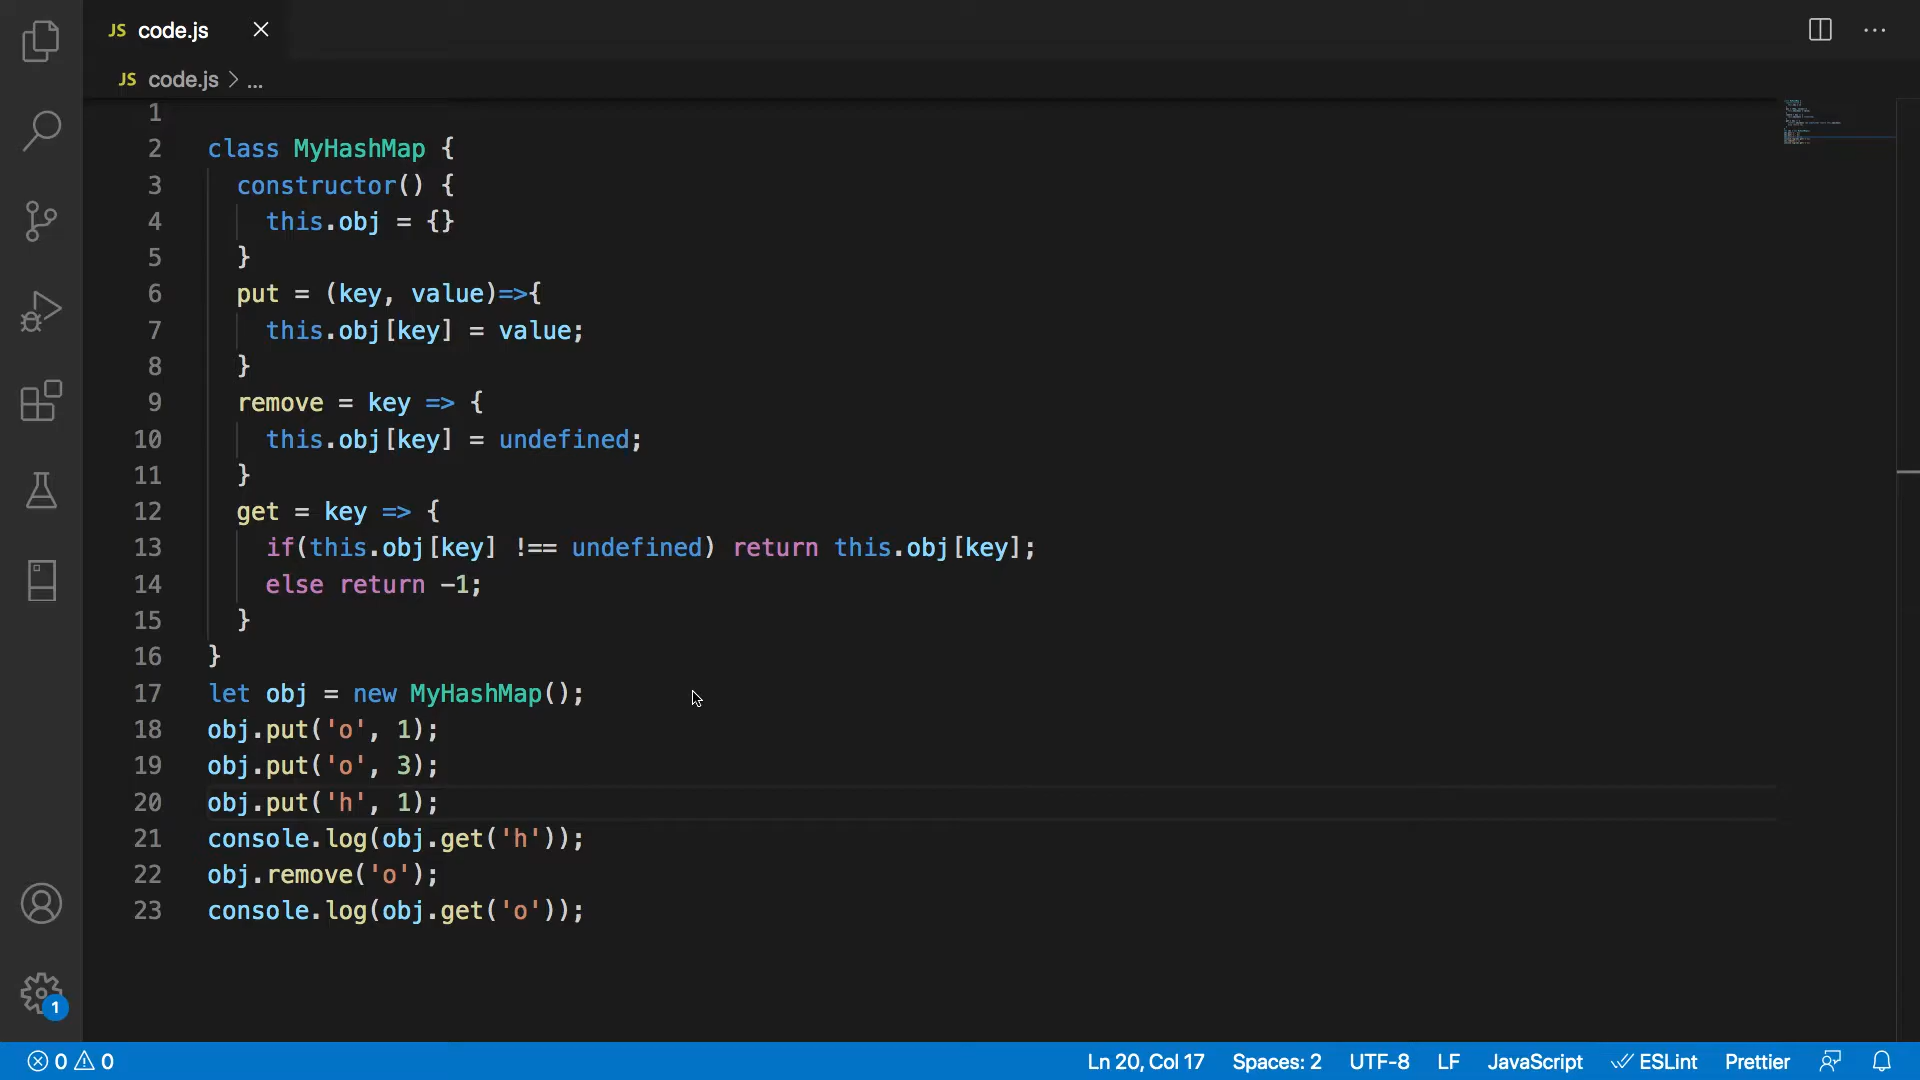 JS code.js
JS code.js > ...
1
2 class MyHashMap {
3 constructor() {
4 this.obj = {}
5 }
6 put = (key, value)=>{
7 this.obj[key] = value;
8 }
9 remove = key => {
10 this.obj[key] = undefined;
11 }
12 get = key => {
13 if(this.obj[key] !== undefined) return this.obj[key];
14 else return -1;
15 }
16 }
17 let obj = new MyHashMap();
18 obj.put('o', 1);
19 obj.put('o', 3);
20 obj.put('h', 1);
21 console.log(obj.get('h'));
22 obj.remove('o');
23 console.log(obj.get('o'));
1
0 0 Ln 20, Col 17 Spaces: 2 UTF-8 LF JavaScript ESLint Prettier